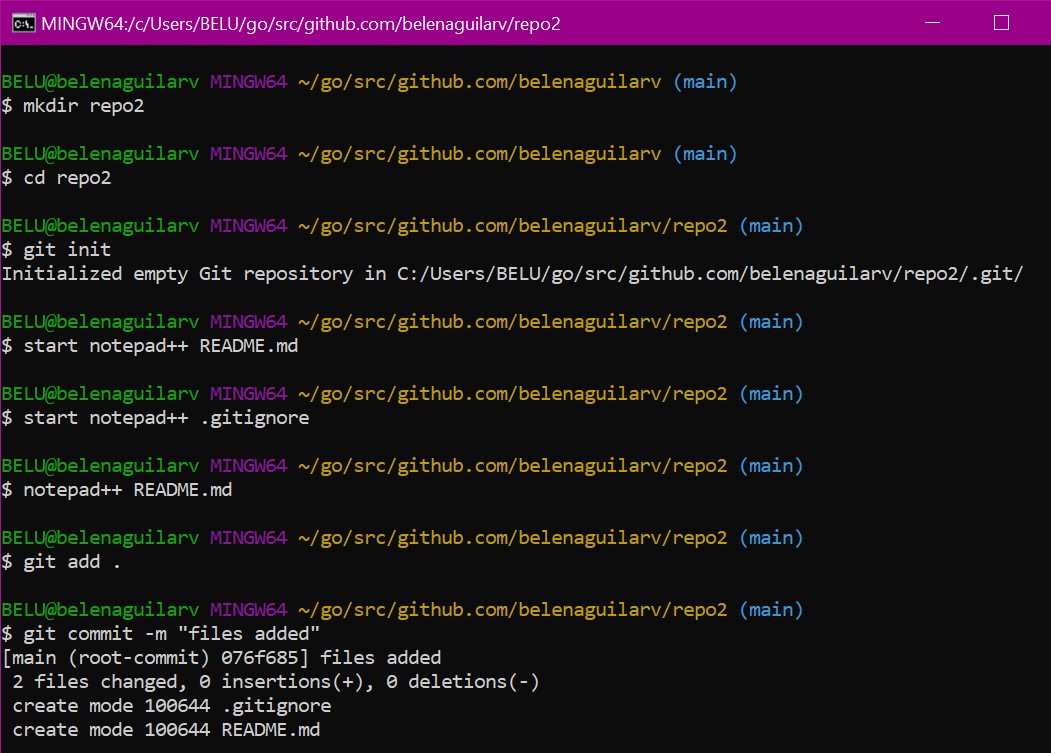 MINGW64:/c/Users/BELU/go/src/github.com/belenaguilarv/repo2
BELU@belenaguilarv MINGW64 ~/go/src/github.com/belenaguilarv (main)
$ mkdir repo2
BELU@belenaguilarv MINGW64 ~/go/src/github.com/belenaguilarv (main)
$ cd repo2
BELU@belenaguilarv MINGW64 ~/go/src/github.com/belenaguilarv/repo2 (main)
$ git init
Initialized empty Git repository in C:/Users/BELU/go/src/github.com/belenaguilarv/repo2/.git/
BELU@belenaguilarv MINGW64 ~/go/src/github.com/belenaguilarv/repo2 (main)
$ start notepad++ README.md
BELU@belenaguilarv MINGW64 ~/go/src/github.com/belenaguilarv/repo2 (main)
$ start notepad++ .gitignore
BELU@belenaguilarv MINGW64 ~/go/src/github.com/belenaguilarv/repo2 (main)
$ notepad++ README.md
BELU@belenaguilarv MINGW64 ~/go/src/github.com/belenaguilarv/repo2 (main)
$ git add .
BELU@belenaguilarv MINGW64 ~/go/src/github.com/belenaguilarv/repo2 (main)
$ git commit -m "files added"
[main (root-commit) 076f685] files added
 2 files changed, 0 insertions(+), 0 deletions(-)
 create mode 100644 .gitignore
 create mode 100644 README.md